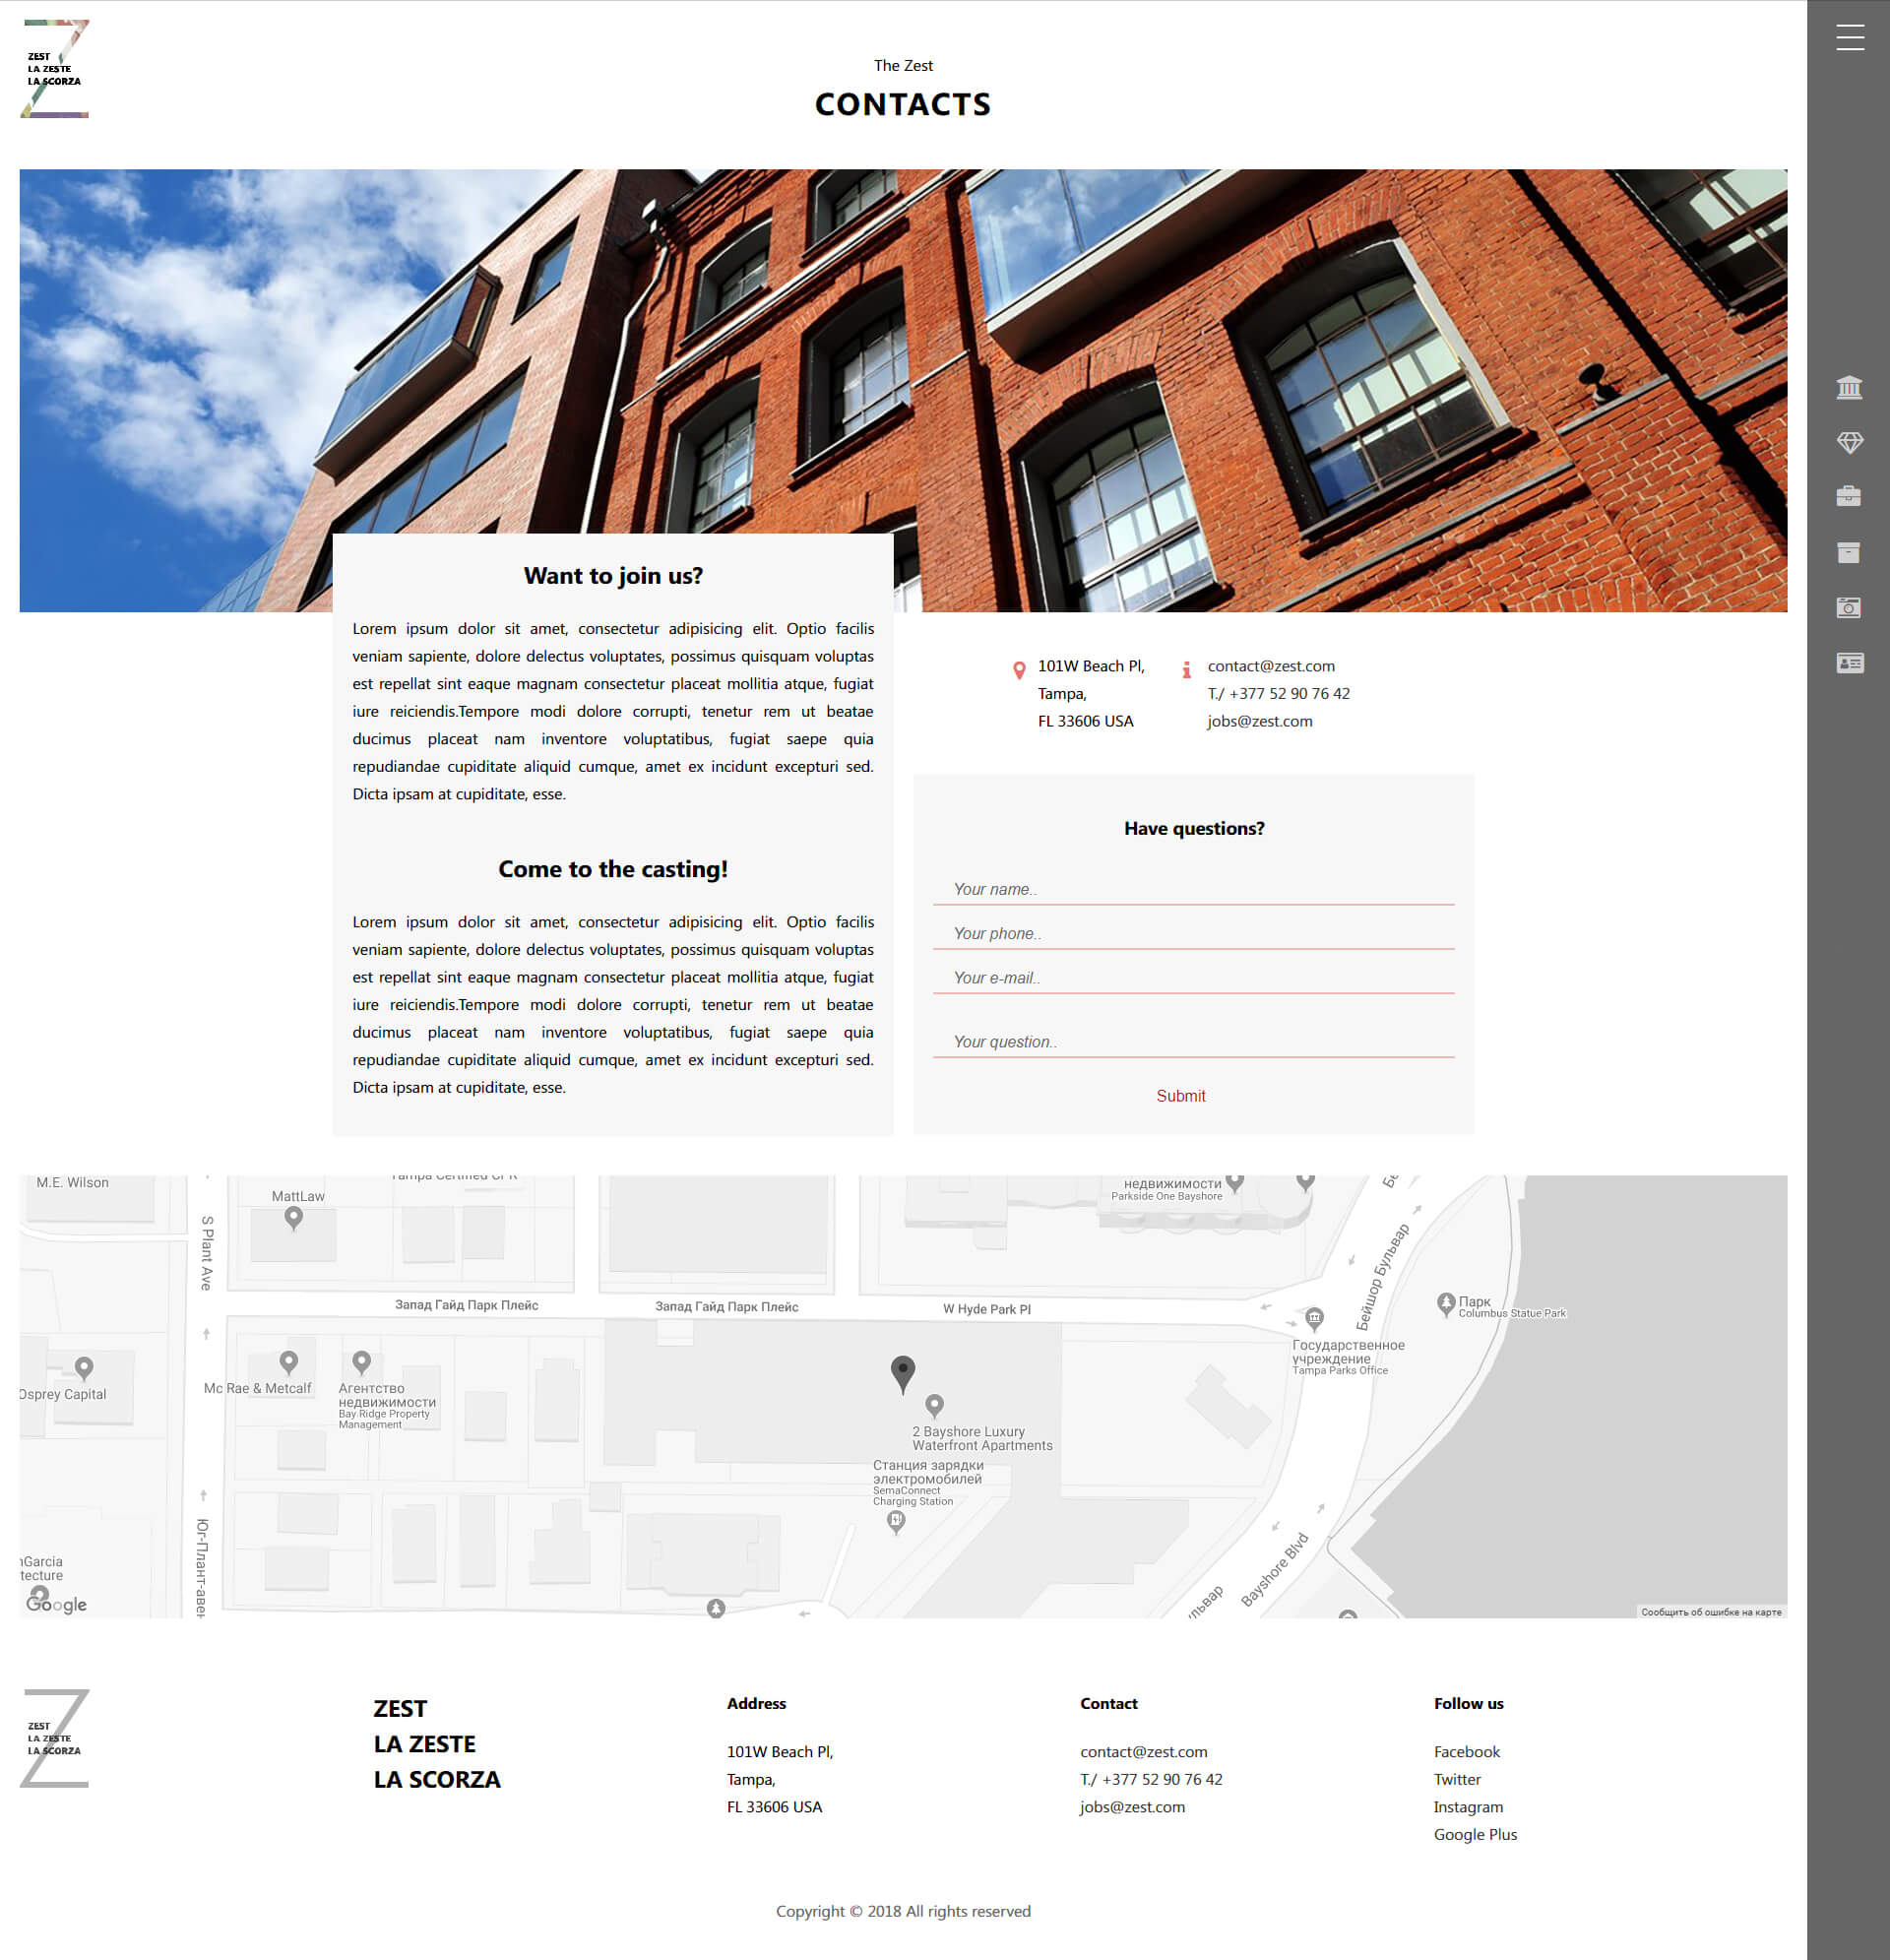 ZEST
LA ZESTE
LA SCORZA
The Zest
CONTACTS
Want to join us?
Lorem ipsum dolor sit amet, consectetur adipisicing elit. Optio facilis
veniam sapiente, dolore delectus voluptates, possimus quisquam voluptas
est repellat sint eaque magnam consectetur placeat mollitia atque, fugiat
iure reiciendis.Tempore modi dolore corrupti, tenetur rem ut beatae
ducimus placeat nam inventore voluptatibus, fugiat saepe quia
repudiandae cupiditate aliquid cumque, amet ex incidunt excepturi sed.
Dicta ipsam at cupiditate, esse.
Come to the casting!
Lorem ipsum dolor sit amet, consectetur adipisicing elit. Optio facilis
veniam sapiente, dolore delectus voluptates, possimus quisquam voluptas
est repellat sint eaque magnam consectetur placeat mollitia atque, fugiat
iure reiciendis.Tempore modi dolore corrupti, tenetur rem ut beatae
ducimus placeat nam inventore voluptatibus, fugiat saepe quia
repudiandae cupiditate aliquid cumque, amet ex incidunt excepturi sed.
Dicta ipsam at cupiditate, esse.
101W Beach Pl,
Tampa,
FL 33606 USA
contact@zest.com
T./ +377 52 90 76 42
jobs@zest.com
Have questions?
Your name..
Your phone..
Your e-mail..
Your question..
Submit
M.E. Wilson
MattLaw
Tampa Certified CPR
недвижимости
Parkside One Bayshore
S Plant Ave
Запад Гайд Парк Плейс
Запад Гайд Парк Плейс
W Hyde Park Pl
Бейшор Бульвар
Парк
Columbus Statue Park
Государственное
учреждение
Tampa Parks Office
Osprey Capital
Mc Rae & Metcalf
Агентство
недвижимости
Bay Ridge Property
Management
2 Bayshore Luxury
Waterfront Apartments
Станция зарядки
электромобилей
SemaConnect
Charging Station
Юг-Плант-авен
Garcia
tecture
Google
львар
Bayshore Blvd
Сообщить об ошибке на карте
ZEST
LA ZESTE
LA SCORZA
ZEST
LA ZESTE
LA SCORZA
Address
101W Beach Pl,
Tampa,
FL 33606 USA
Contact
contact@zest.com
T./ +377 52 90 76 42
jobs@zest.com
Follow us
Facebook
Twitter
Instagram
Google Plus
Copyright © 2018 All rights reserved